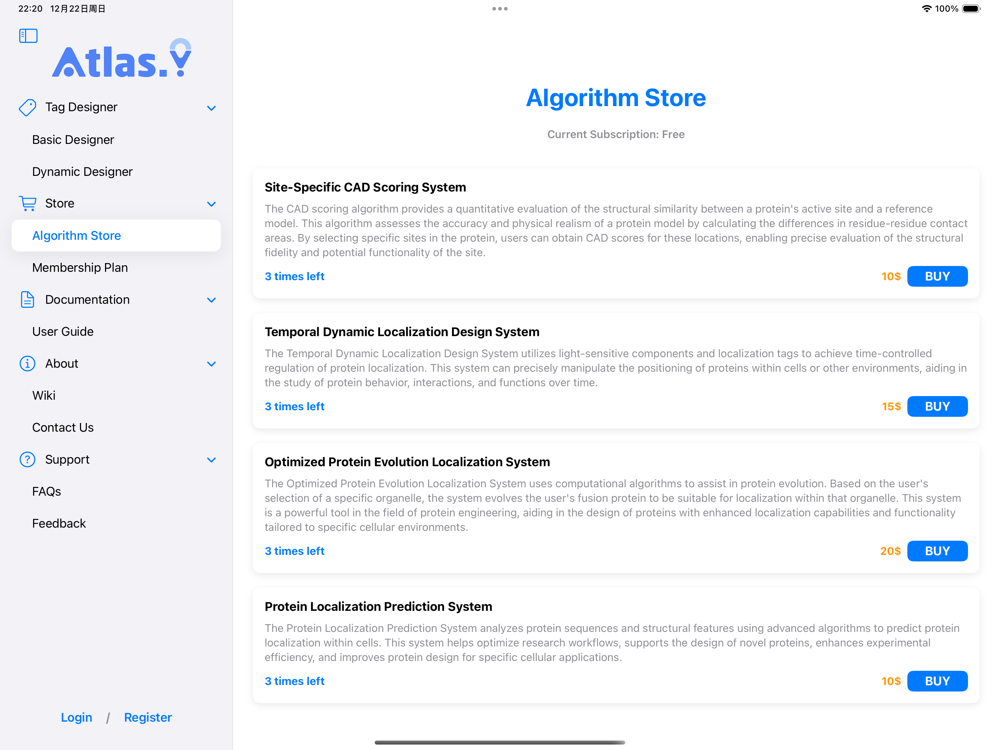 22:20 12月22日周日
100%
Atlas.
Tag Designer
Basic Designer
Dynamic Designer
Store
Algorithm Store
Membership Plan
Documentation
User Guide
About
Wiki
Contact Us
Support
FAQs
Feedback
Login / Register
Algorithm Store
Current Subscription: Free
Site-Specific CAD Scoring System
The CAD scoring algorithm provides a quantitative evaluation of the structural similarity between a protein's active site and a reference
model. This algorithm assesses the accuracy and physical realism of a protein model by calculating the differences in residue-residue contact
areas. By selecting specific sites in the protein, users can obtain CAD scores for these locations, enabling precise evaluation of the structural
fidelity and potential functionality of the site.
3 times left
10$ BUY
Temporal Dynamic Localization Design System
The Temporal Dynamic Localization Design System utilizes light-sensitive components and localization tags to achieve time-controlled
regulation of protein localization. This system can precisely manipulate the positioning of proteins within cells or other environments, aiding in
the study of protein behavior, interactions, and functions over time.
3 times left
15$ BUY
Optimized Protein Evolution Localization System
The Optimized Protein Evolution Localization System uses computational algorithms to assist in protein evolution. Based on the user's
selection of a specific organelle, the system evolves the user's fusion protein to be suitable for localization within that organelle. This system
is a powerful tool in the field of protein engineering, aiding in the design of proteins with enhanced localization capabilities and functionality
tailored to specific cellular environments.
3 times left
20$ BUY
Protein Localization Prediction System
The Protein Localization Prediction System analyzes protein sequences and structural features using advanced algorithms to predict protein
localization within cells. This system helps optimize research workflows, supports the design of novel proteins, enhances experimental
efficiency, and improves protein design for specific cellular applications.
3 times left
10$ BUY